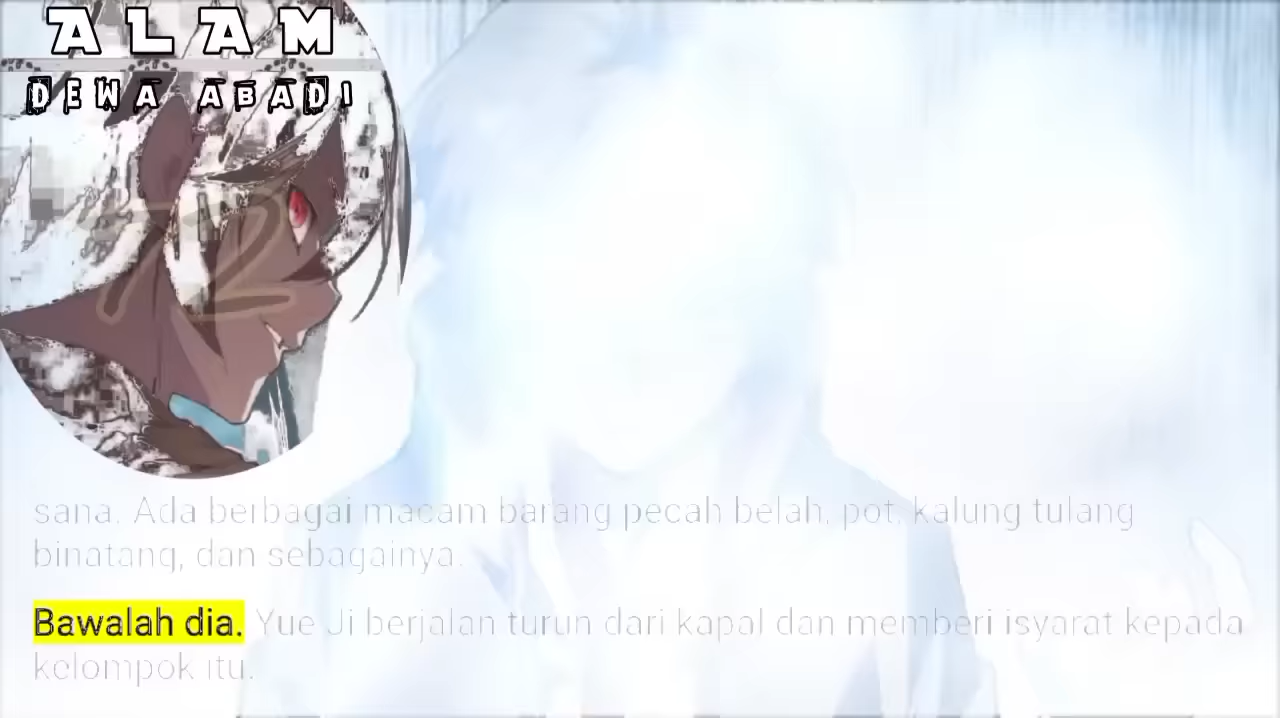 ALAM
DEWA ABADI
sana. Ada berbagai macam barang pecah belah, pot, kalung tulang
binatang, dan sebagainya.
Bawalah dia. Yue Ji berjalan turun dari kapal dan memberi isyarat kepada
kelompok itu.